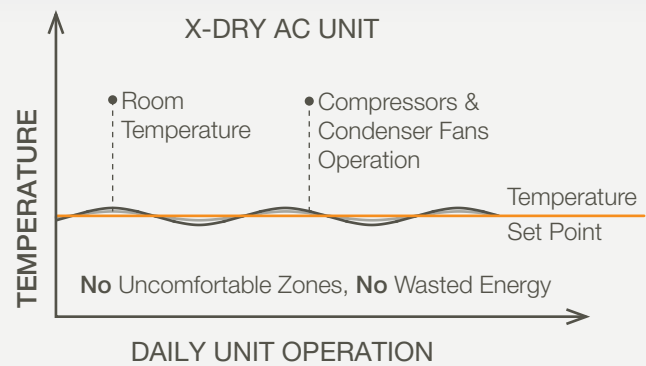 X-DRY AC UNIT
Room
Temperature
Compressors &
Condenser Fans
Operation
TEMPERATURE
Temperature
Set Point
No Uncomfortable Zones, No Wasted Energy
DAILY UNIT OPERATION